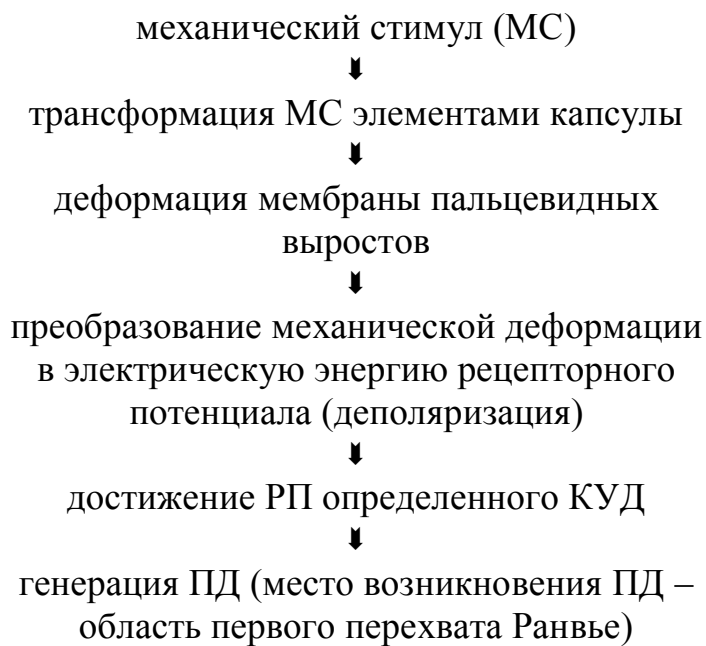 механический стимул (МС)
трансформация МС элементами капсулы
деформация мембраны пальцевидных
выростов
преобразование механической деформации
в электрическую энергию рецепторного
потенциала (деполяризация)
достижение РП определенного КУД
генерация ПД (место возникновения ПД –
область первого перехвата Ранвье)